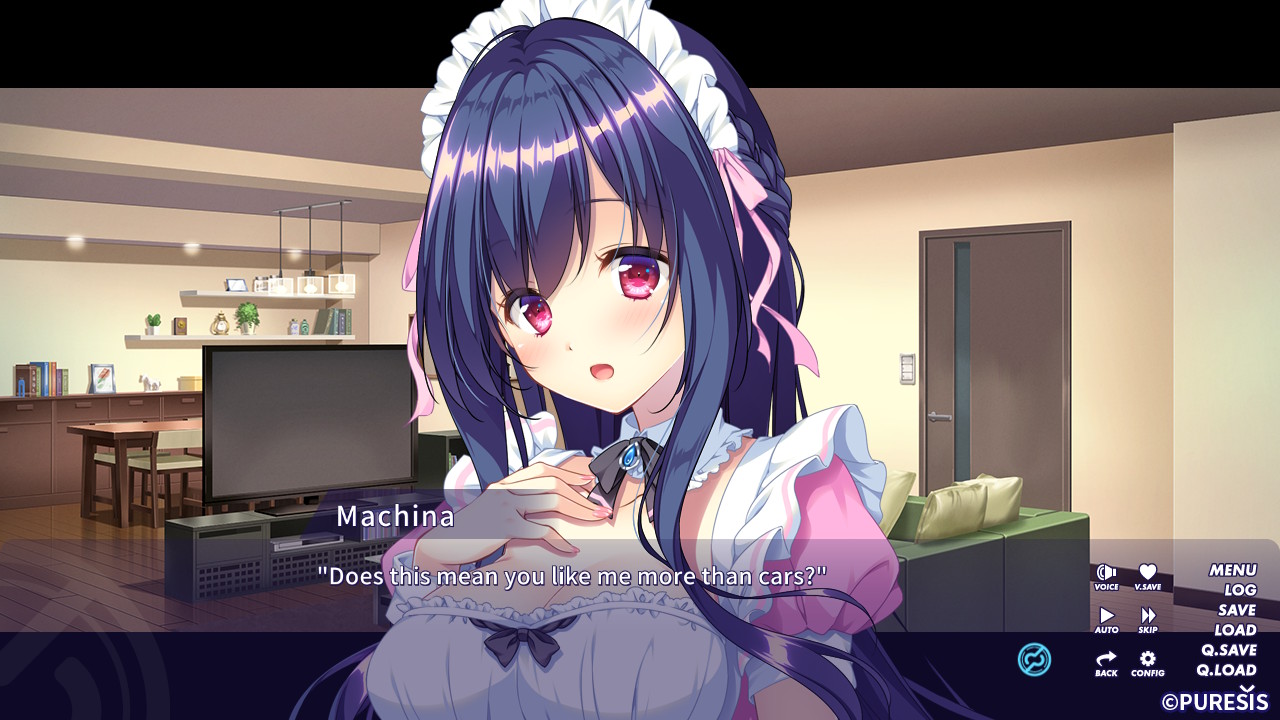 Machina
"Does this mean you like me more than cars?"
VOICE
V.SAVE
AUTO
SKIP
BACK
CONFIG
MENU
LOG
SAVE
LOAD
Q.SAVE
Q.LOAD
©PURESIS